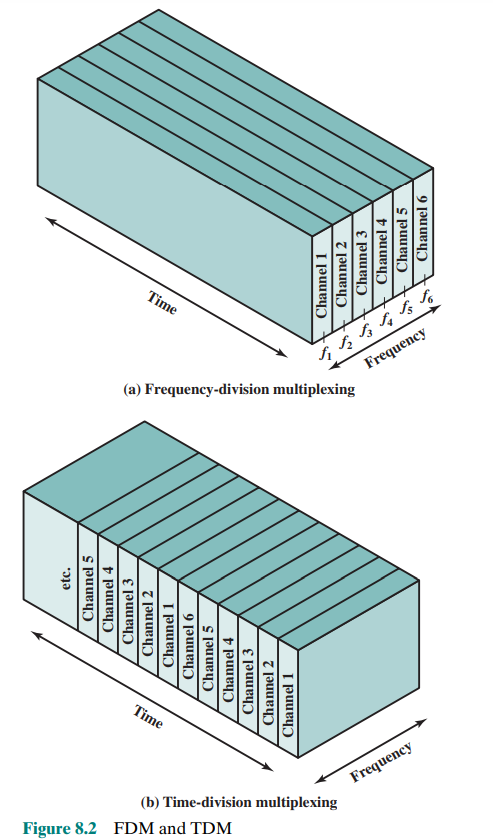 Channel 1
Channel 2
Channel 3
Channel 4
Channel 5
Channel 6
f1
f2
f3
f4
f5
f6
Time
Frequency
(a) Frequency-division multiplexing
etc.
Channel 5
Channel 4
Channel 3
Channel 2
Channel 1
Channel 6
Channel 5
Channel 4
Channel 3
Channel 2
Channel 1
Time
Frequency
(b) Time-division multiplexing
Figure 8.2 FDM and TDM